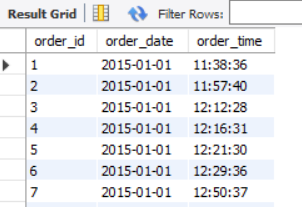 Result Grid Filter Rows:
order_id order_date order_time
1 2015-01-01 11:38:36
2 2015-01-01 11:57:40
3 2015-01-01 12:12:28
4 2015-01-01 12:16:31
5 2015-01-01 12:21:30
6 2015-01-01 12:29:36
7 2015-01-01 12:50:37